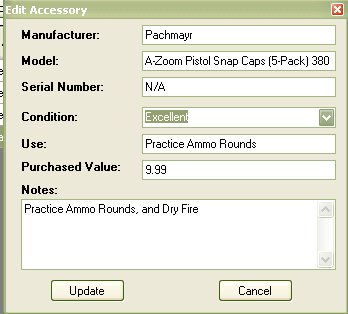 Edit Accessory
Manufacturer: Pachmayr
Model: A-Zoom Pistol Snap Caps (5-Pack) 380
Serial Number: N/A
Condition: Excellent
Use: Practice Ammo Rounds
Purchased Value: 9.99
Notes:
Practice Ammo Rounds, and Dry Fire
Update Cancel